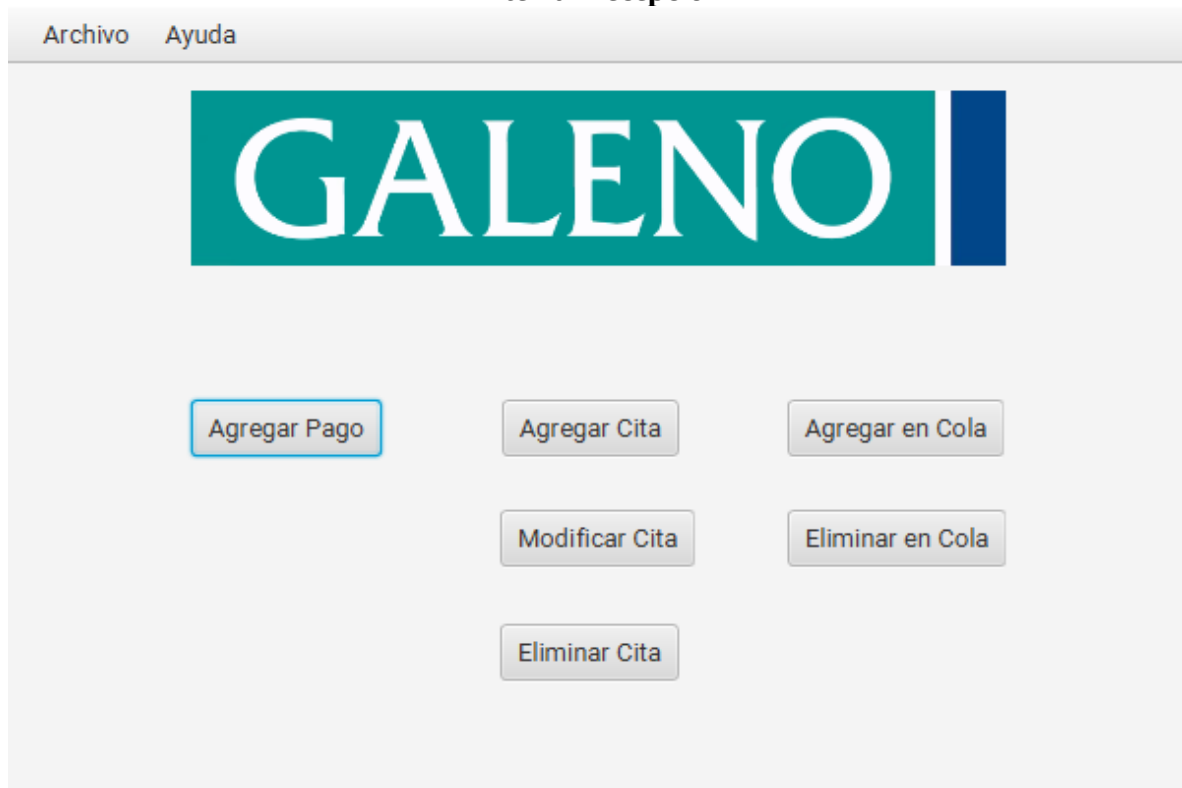 Archivo Ayuda
GALENO
Agregar Pago Agregar Cita Agregar en Cola
Modificar Cita Eliminar en Cola
Eliminar Cita